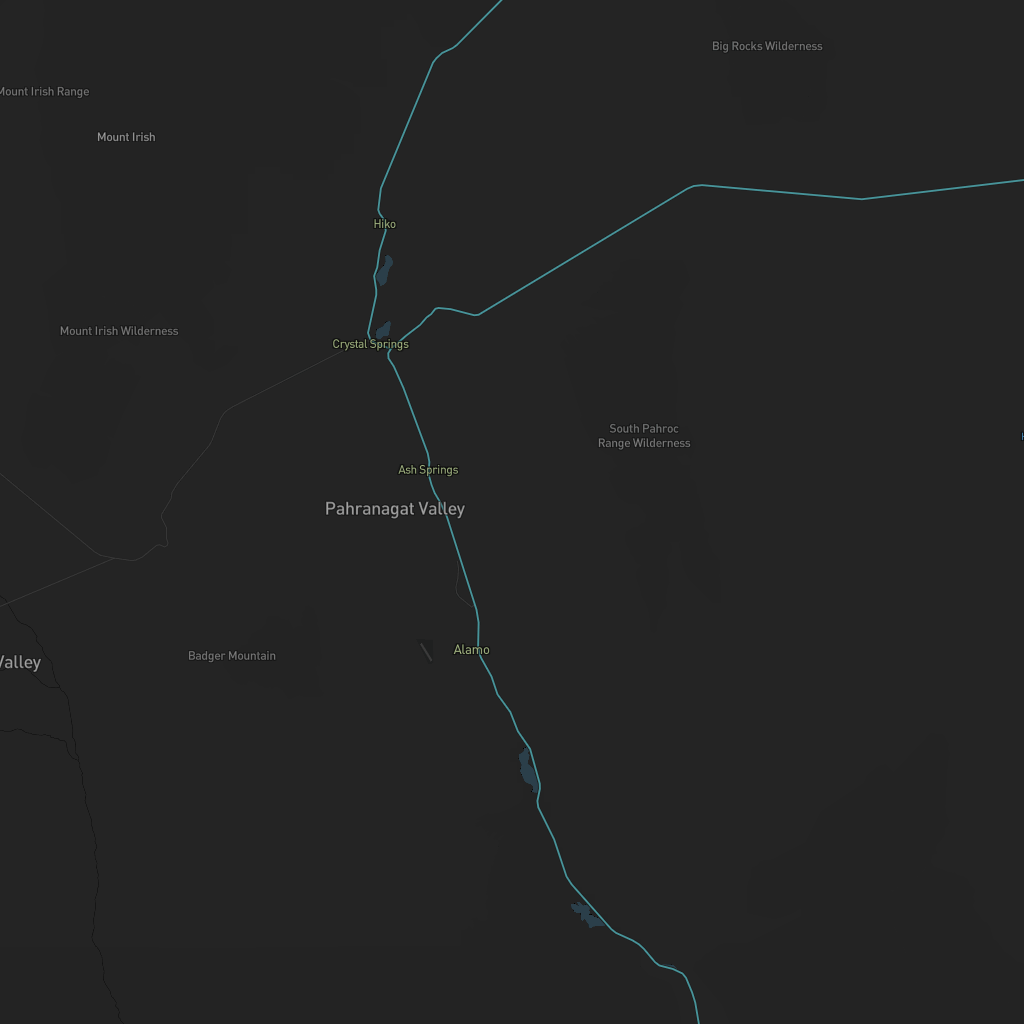 Big Rocks Wilderness
Mount Irish Range
Mount Irish
Hiko
Mount Irish Wilderness
Crystal Springs
South Pahroc
Range Wilderness
Ash Springs
Pahranagat Valley
Alamo
Badger Mountain
Valley